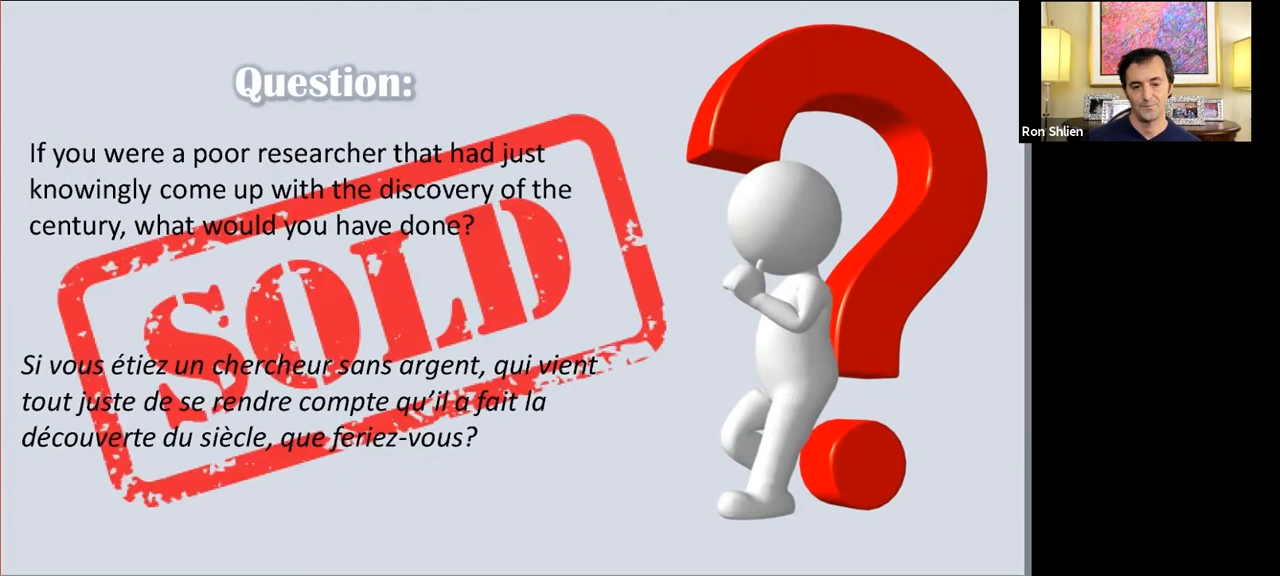 Question:
If you were a poor researcher that had just
knowingly come up with the discovery of the
century, what would you have done?
SOLD
Si vous étiez un chercheur sans argent, qui vient
tout juste de se rendre compte qu'il a fait la
découverte du siècle, que feriez-vous?
Ron Shlien